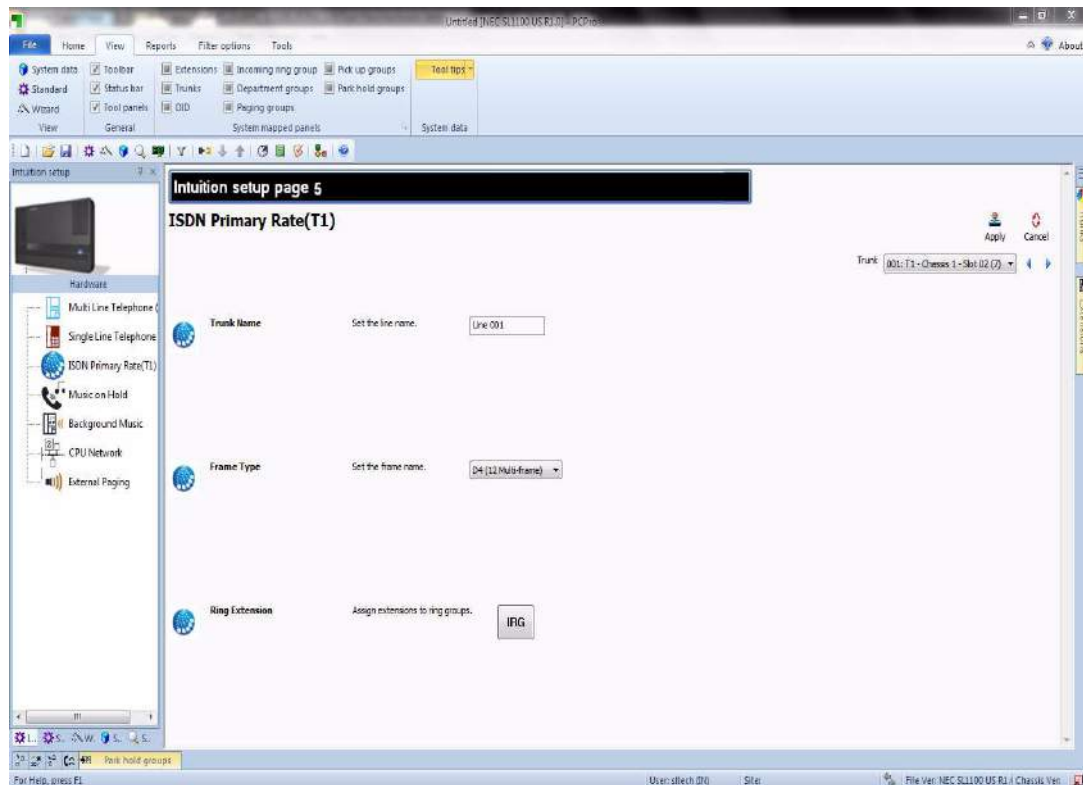 Untitled [NEC SL1100 US R1.0] - PCPro
File Home View Reports Filter options Tools About
System data Toolbar Extensions Incoming ring group Pick up groups Tool tips
Standard Status bar Trunks Department groups Park hold groups
Wizard Tool panels DID Paging groups
View General System mapped panels System data
Intuition setup
Intuition setup page 5
ISDN Primary Rate(T1)
Apply Cancel
Trunk 001: T1 - Chassis 1 - Slot 02 (7)
Hardware
Multi Line Telephone (
Single Line Telephone
ISDN Primary Rate(T1)
Music on Hold
Background Music
CPU Network
External Paging
Trunk Name Set the line name. Line 001
Frame Type Set the frame name. D4 (12 Multi-frame)
Ring Extension Assign extensions to ring groups. IRG
I... S.. W. S.. S.
Park hold groups
For Help, press F1 User: sltech (IN) Site: File Ver: NEC SL1100 US R1.( Chassis Ver: